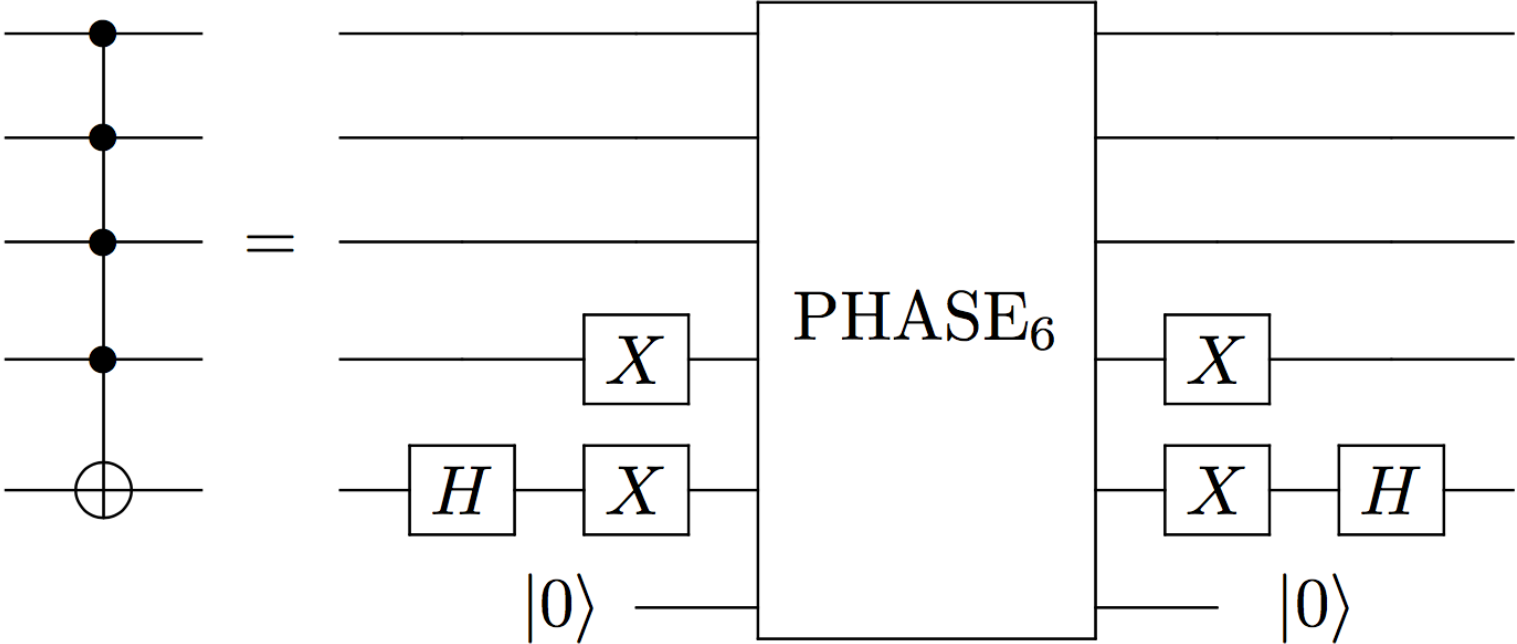 =
PHASE₆
X X
H X X H
|0⟩ |0⟩